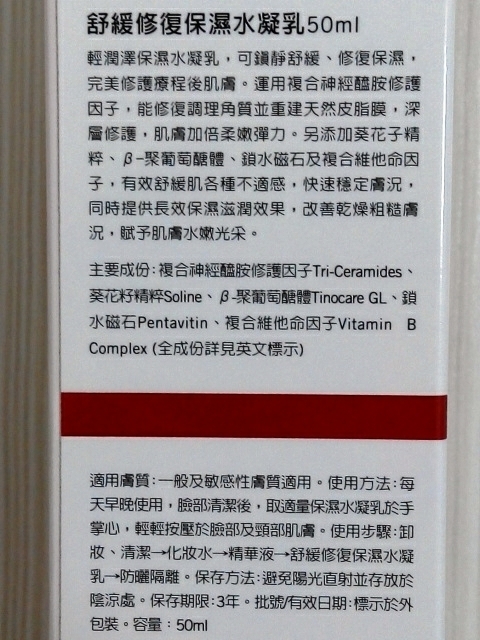 舒緩修復保濕水凝乳50ml
輕潤澤保濕水凝乳，可鎮靜舒緩、修復保濕，
完美修護療程後肌膚。運用複合神經醯胺修護
因子，能修復調理角質並重建天然皮脂膜，深
層修護，肌膚加倍柔嫩彈力。另添加葵花子精
粹、β-聚葡萄醣體、鎖水磁石及複合維他命因
子，有效舒緩肌各種不適感，快速穩定膚況，
同時提供長效保濕滋潤效果，改善乾燥粗糙膚
況，賦予肌膚水嫩光采。
主要成份：複合神經醯胺修護因子Tri-Ceramides、
葵花籽精粹Soline、β-聚葡萄醣體Tinocare GL、鎖
水磁石Pentavitin、複合維他命因子Vitamin B
Complex (全成份詳見英文標示)
適用膚質：一般及敏感性膚質適用。使用方法：每
天早晚使用，臉部清潔後，取適量保濕水凝乳於手
掌心，輕輕按壓於臉部及頸部肌膚。使用步驟：卸
妝、清潔→化妝水→精華液→舒緩修復保濕水凝
乳→防曬隔離。保存方法：避免陽光直射並存放於
陰涼處。保存期限：3年。批號/有效日期：標示於外
包裝。容量：50ml